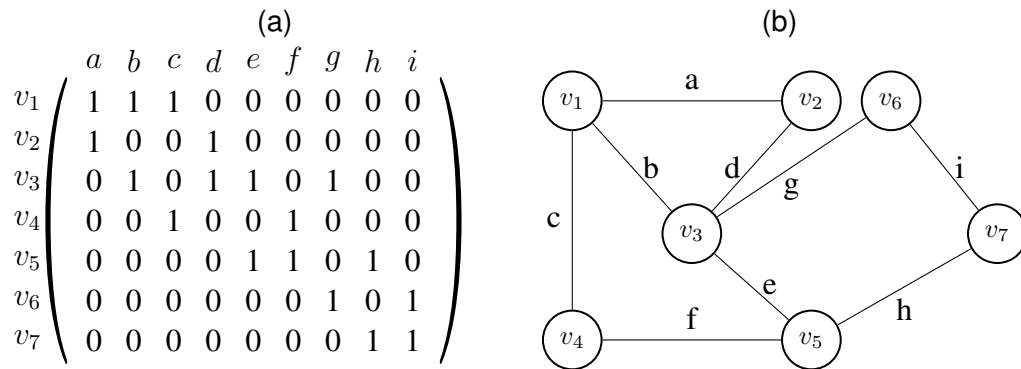 (a)
a b c d e f g h i
v1 1 1 1 0 0 0 0 0 0
v2 1 0 0 1 0 0 0 0 0
v3 0 1 0 1 1 0 1 0 0
v4 0 0 1 0 0 1 0 0 0
v5 0 0 0 0 1 1 0 1 0
v6 0 0 0 0 0 0 1 0 1
v7 0 0 0 0 0 0 0 1 1
(b)
a
v1 v2 v6
b d i
g
c
v3 v7
e
f h
v4 v5